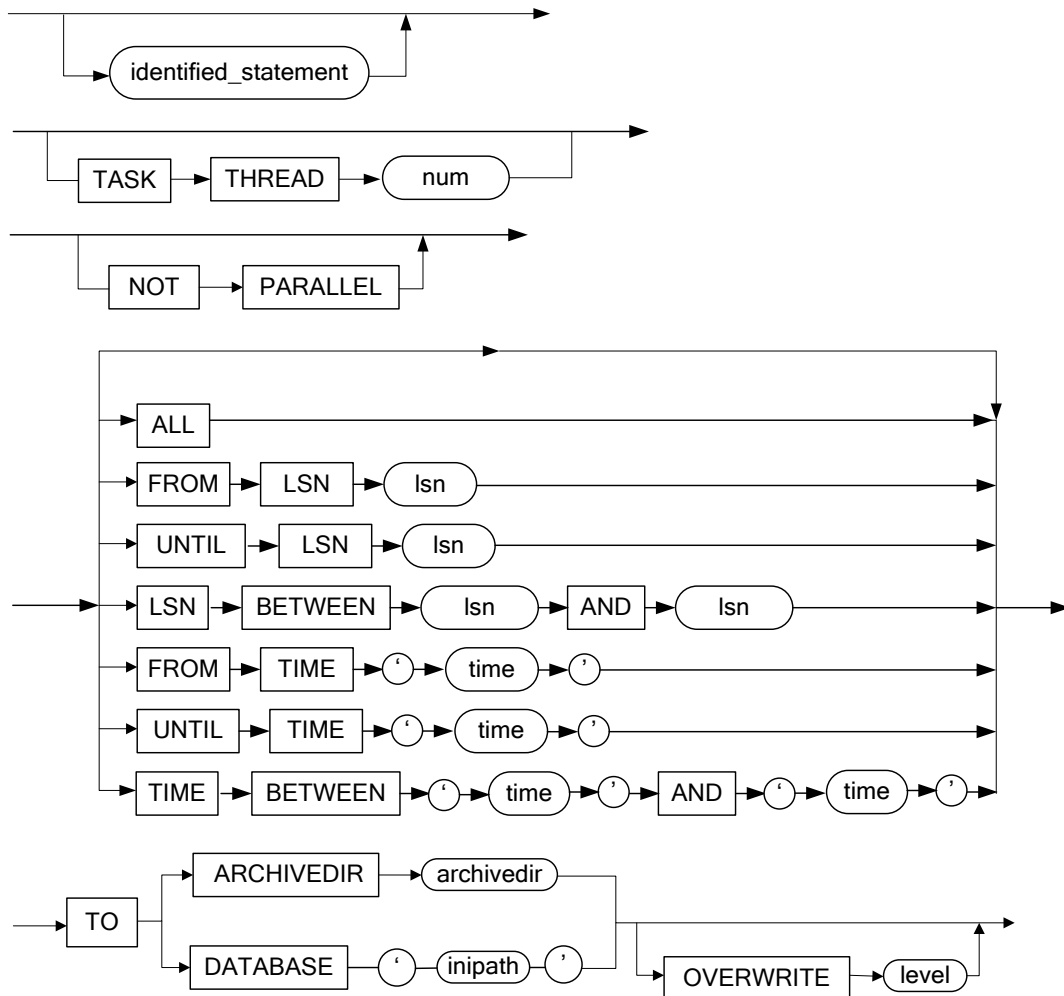 identified_statement
TASK THREAD num
NOT PARALLEL
ALL
FROM LSN lsn
UNTIL LSN lsn
LSN BETWEEN lsn AND lsn
FROM TIME ‘ time ’
UNTIL TIME ‘ time ’
TIME BETWEEN ‘ time ’ AND ‘ time ’
TO
ARCHIVEDIR archivedir
DATABASE ‘ inipath ’
OVERWRITE level